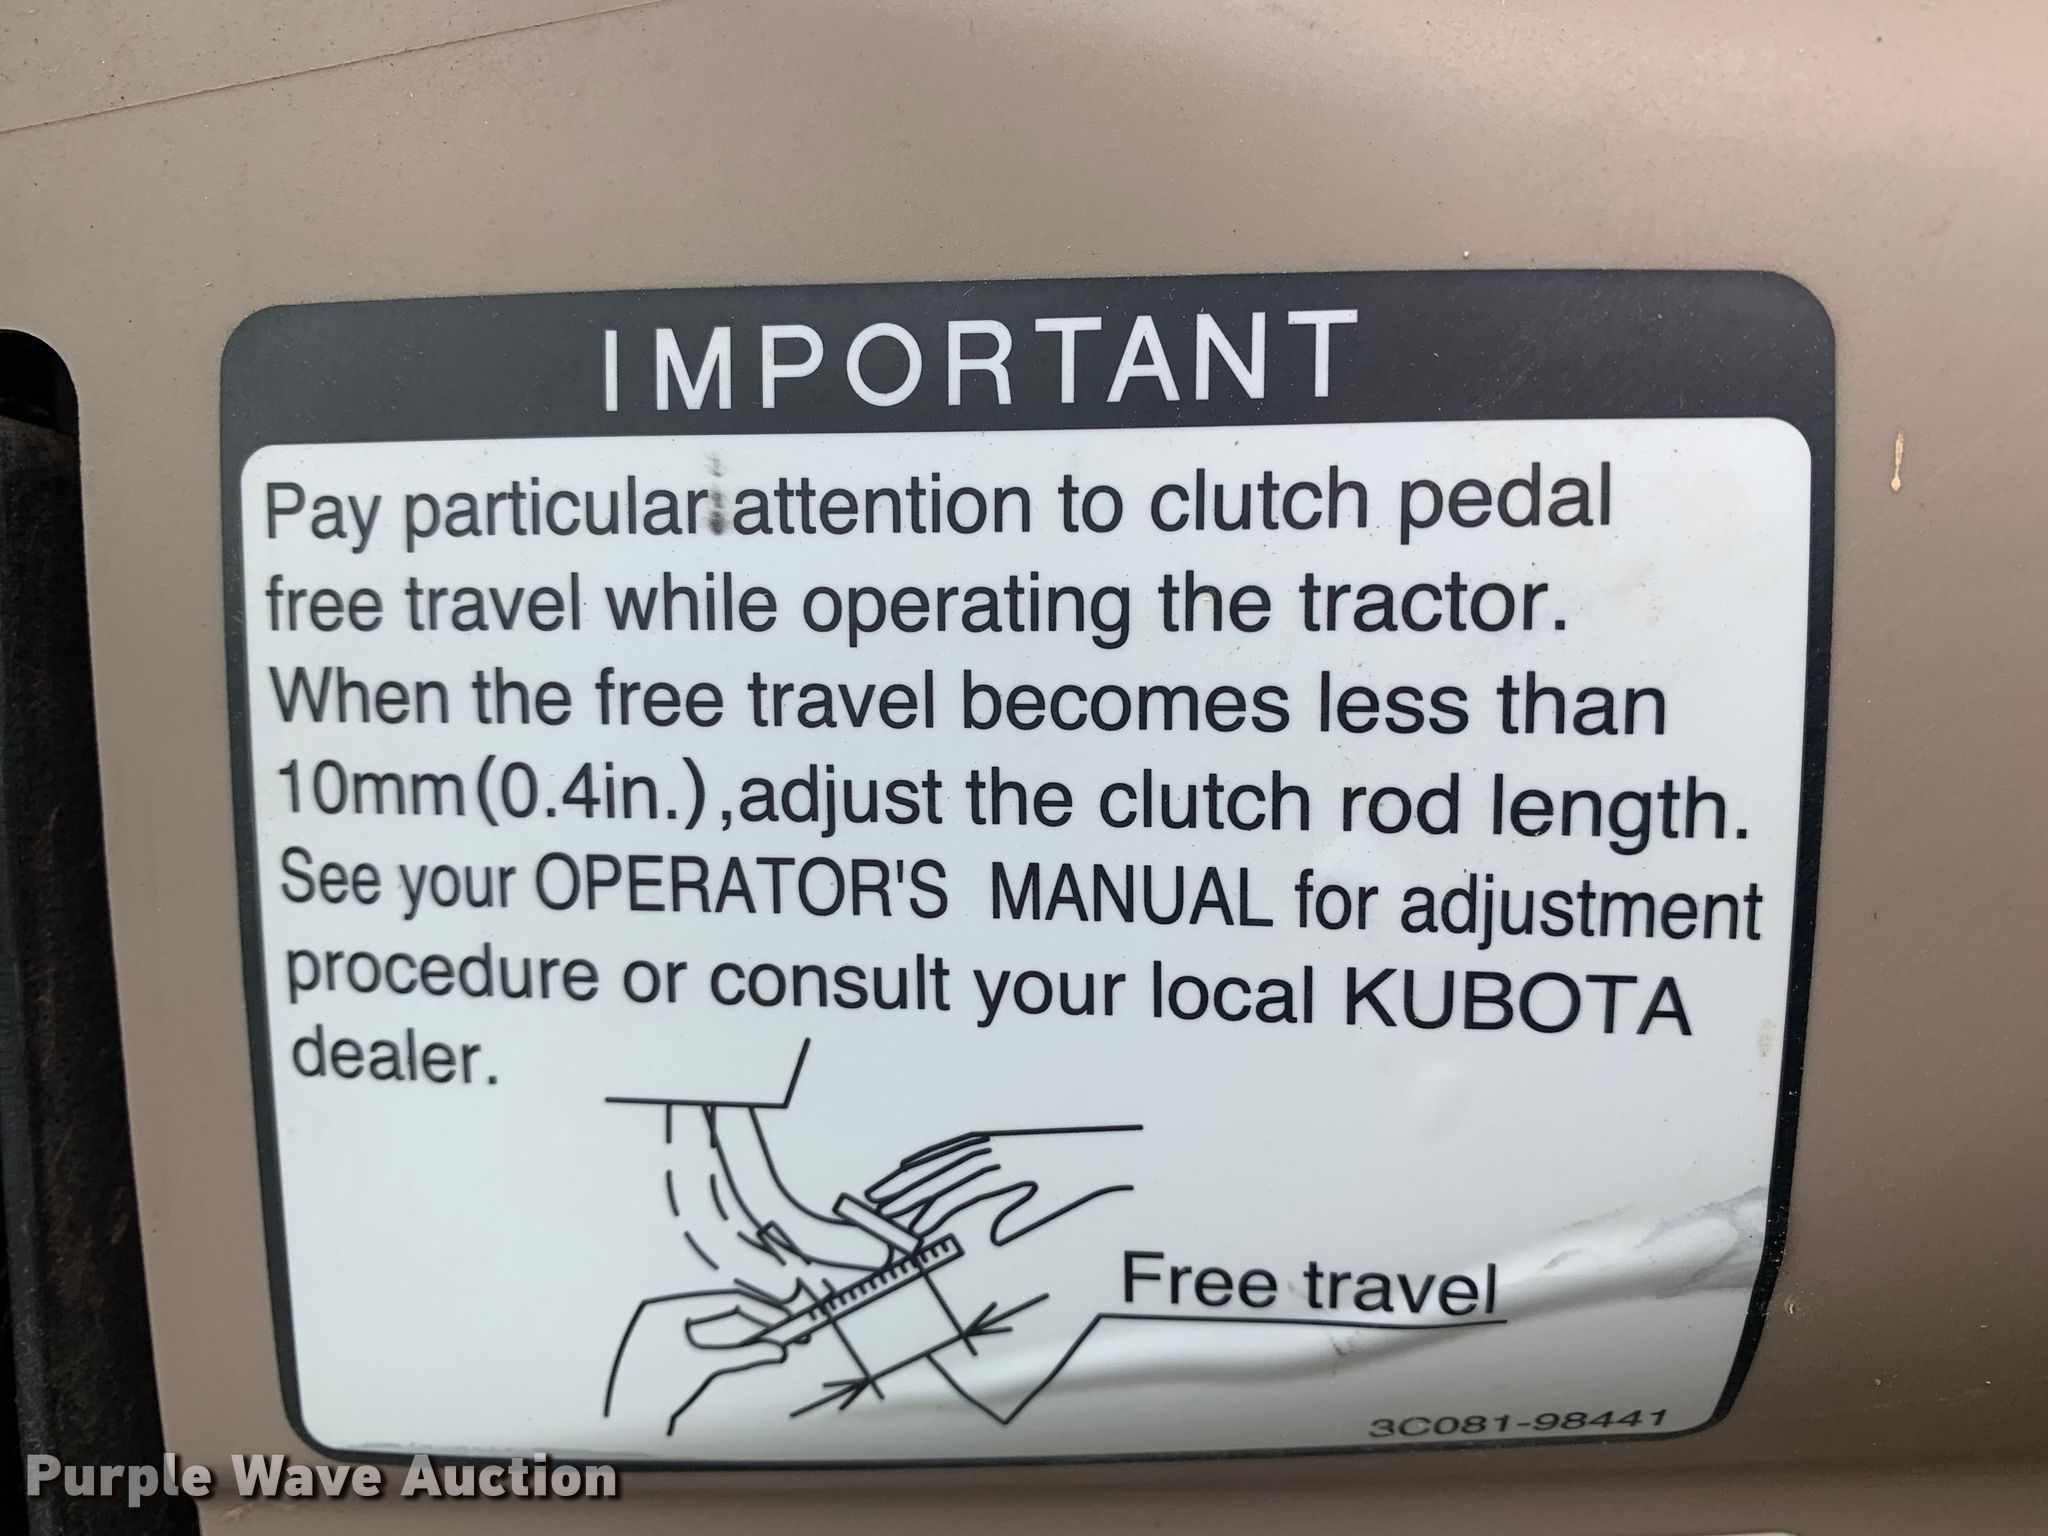 IMPORTANT
Pay particular attention to clutch pedal
free travel while operating the tractor.
When the free travel becomes less than
10mm(0.4in.),adjust the clutch rod length.
See your OPERATOR'S MANUAL for adjustment
procedure or consult your local KUBOTA
dealer.
Free travel
3C081-98441
Purple Wave Auction